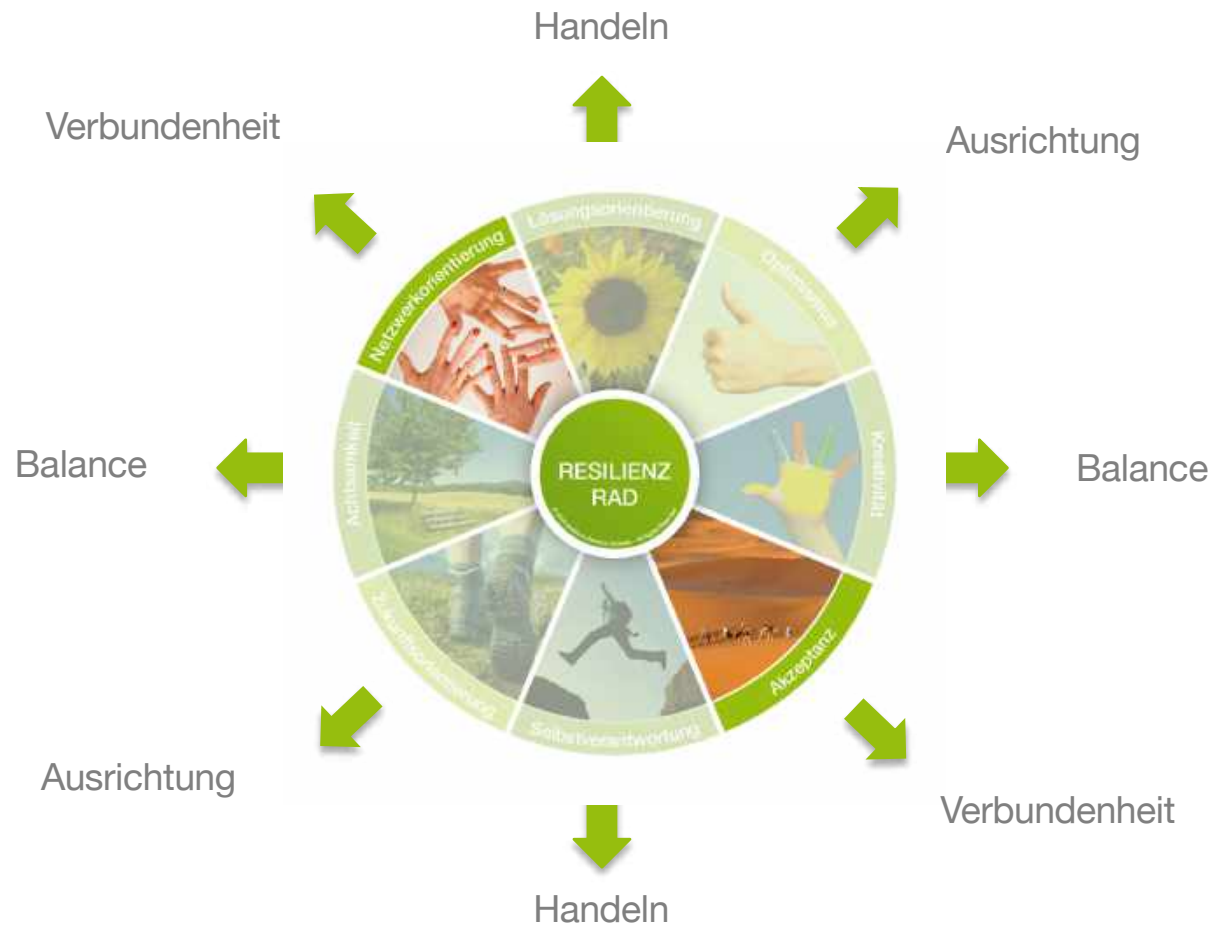 Handeln
Verbundenheit
Ausrichtung
Lösungsorientierung
Netzwerkorientierung
Optimismus
Balance
Achtsamkeit
RESILIENZ
RAD
Kreativität
Balance
Zukunftsorientierung
Selbstverantwortung
Akzeptanz
Ausrichtung
Verbundenheit
Handeln